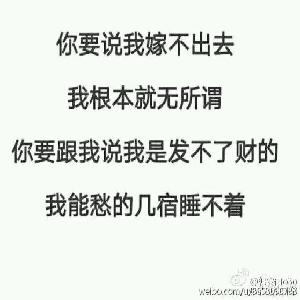 你要说我嫁不出去
我根本就无所谓
你要跟我说我是发不了财的
我能愁的几宿睡不着